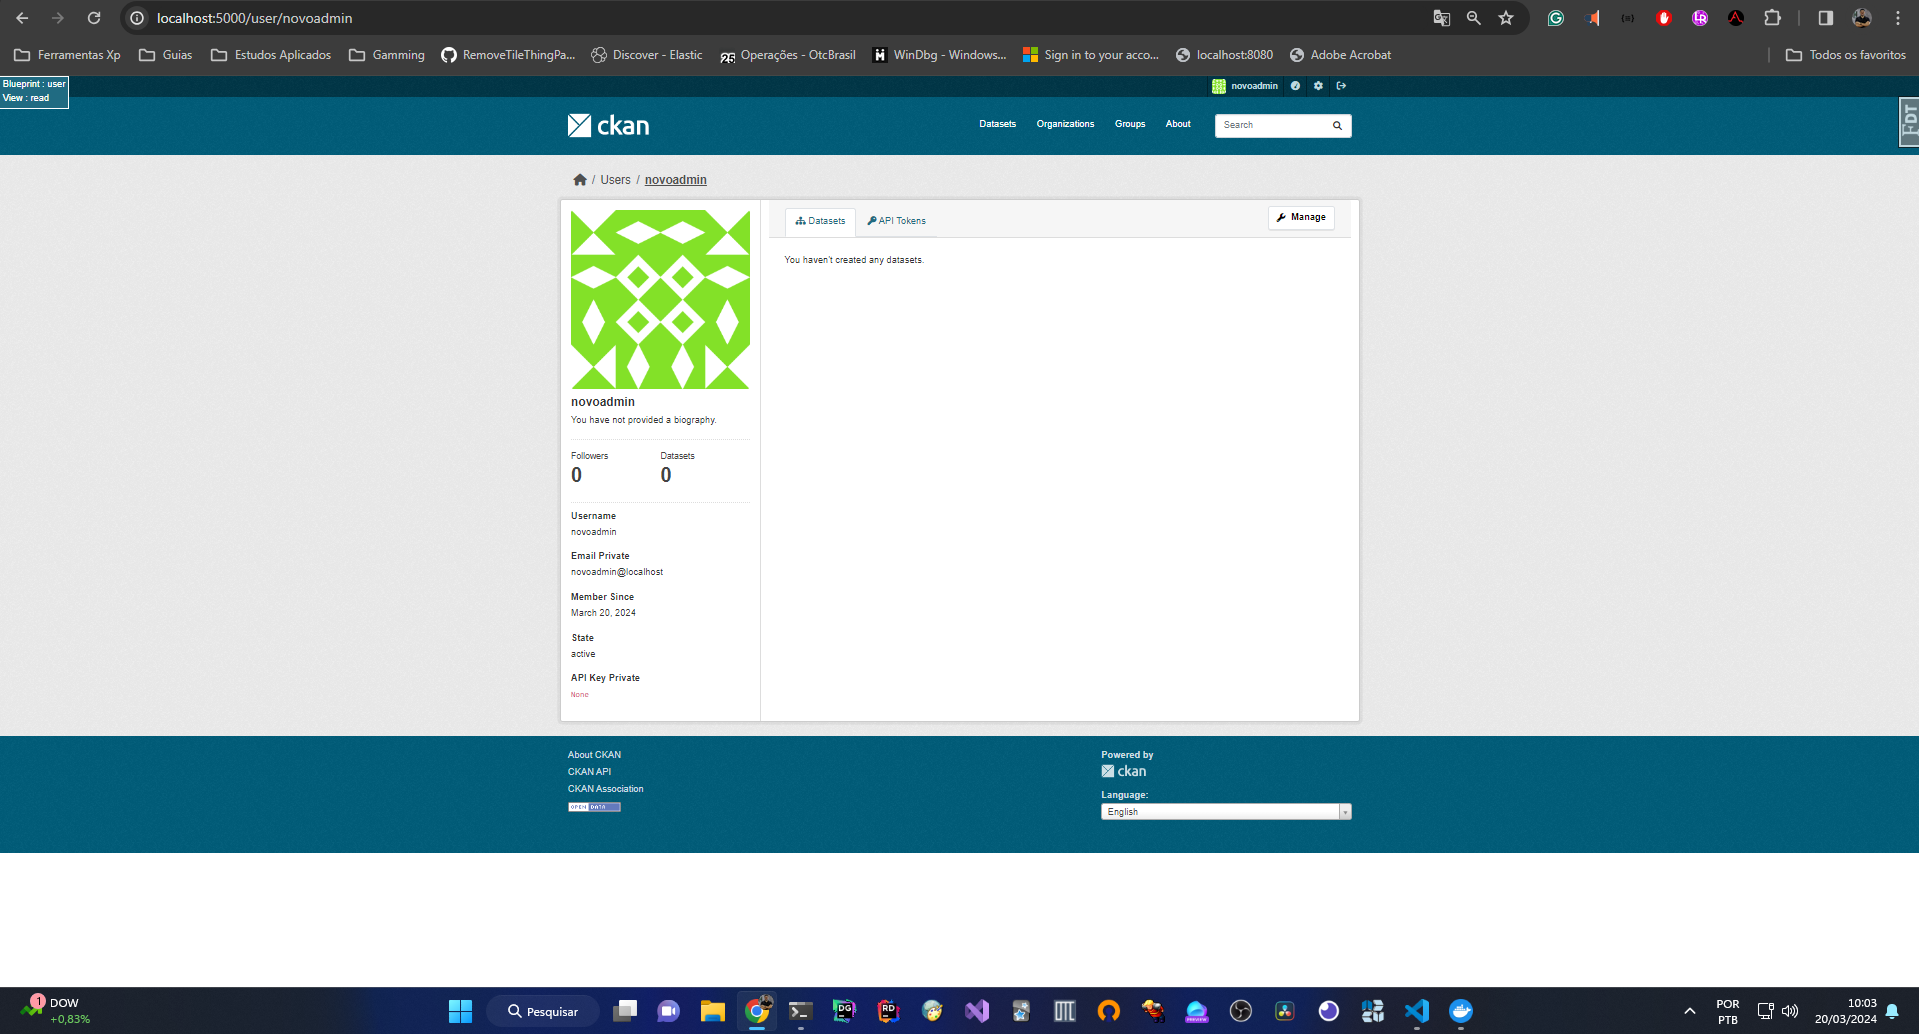 localhost:5000/user/novoadmin
Ferramentas Xp
Guias
Estudos Aplicados
Gamming
RemoveTileThingPa...
Discover - Elastic
Operações - OtcBrasil
WinDbg - Windows...
Sign in to your acco...
localhost:8080
Adobe Acrobat
Todos os favoritos
Blueprint : user
View : read
novoadmin
ckan
Datasets
Organizations
Groups
About
Search
Users / novoadmin
Datasets
API Tokens
Manage
You haven't created any datasets.
novoadmin
You have not provided a biography.
Followers
0
Datasets
0
Username
novoadmin
Email Private
novoadmin@localhost
Member Since
March 20, 2024
State
active
API Key Private
None
About CKAN
CKAN API
CKAN Association
OPEN DATA
Powered by
ckan
Language:
English
1
DOW
+0,83%
Pesquisar
POR
PTB
10:03
20/03/2024